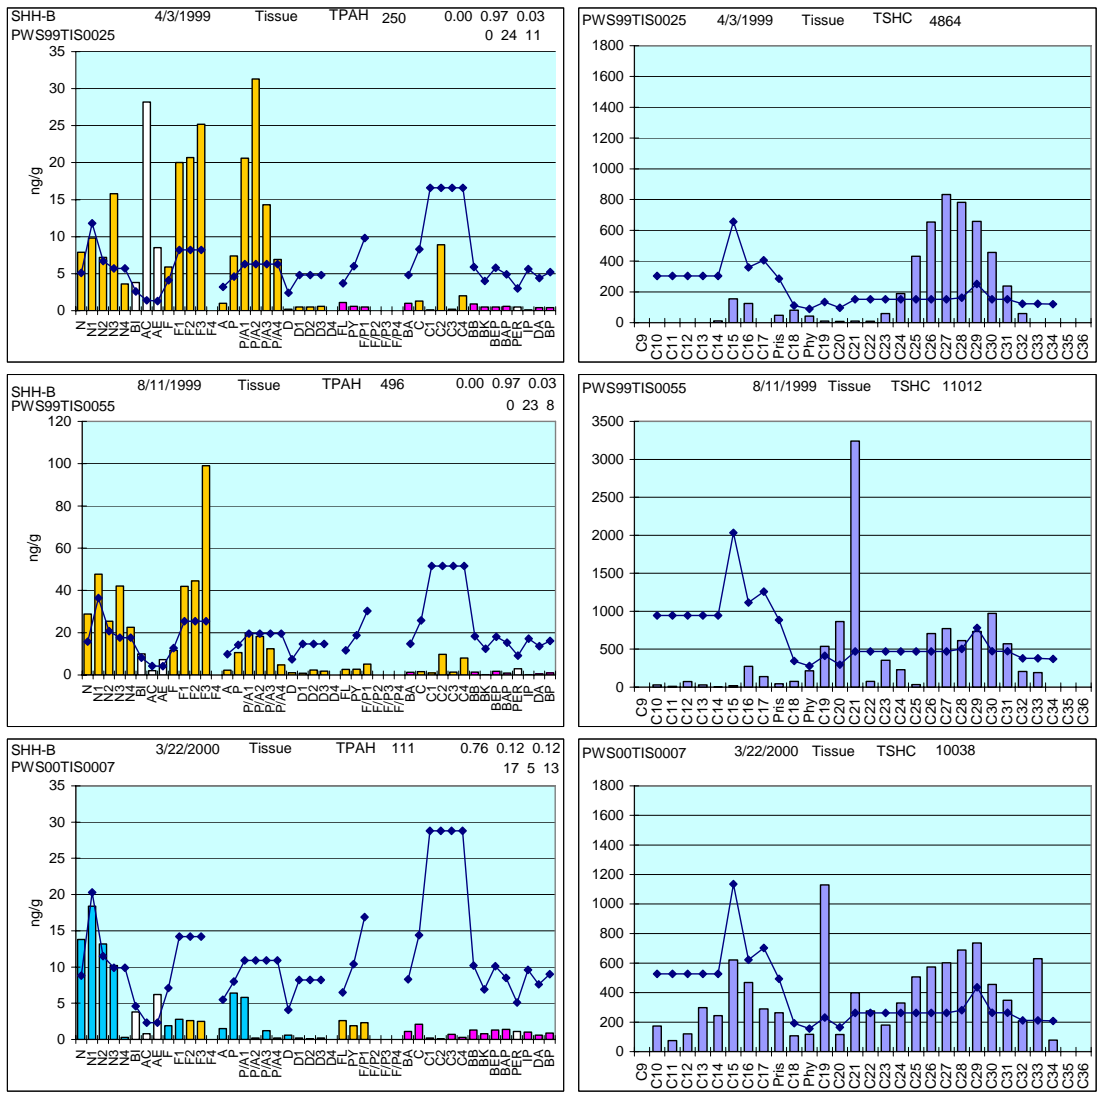 SHH-B 4/3/1999 Tissue TPAH 250 0.00 0.97 0.03
PWS99TIS0025 0 24 11
35
30
25
20
15
10
5
0
ng/g
N N1 N2 N3 N4 BI AC AE F F1 F2 F3 F4 A P P/A1 P/A2 P/A3 P/A4 D D1 D2 D3 D4 FL PY F/P1 F/P2 F/P3 F/P4 BA C C1 C2 C3 C4 BB BK BEP BAP PER IP DA BP
PWS99TIS0025 4/3/1999 Tissue TSHC 4864
1800
1600
1400
1200
1000
800
600
400
200
0
C9 C10 C11 C12 C13 C14 C15 C16 C17 Pris C18 Phy C19 C20 C21 C22 C23 C24 C25 C26 C27 C28 C29 C30 C31 C32 C33 C34 C35 C36
SHH-B 8/11/1999 Tissue TPAH 496 0.00 0.97 0.03
PWS99TIS0055 0 23 8
120
100
80
60
40
20
0
ng/g
N N1 N2 N3 N4 BI AC AE F F1 F2 F3 F4 A P P/A1 P/A2 P/A3 P/A4 D D1 D2 D3 D4 FL PY F/P1 F/P2 F/P3 F/P4 BA C C1 C2 C3 C4 BB BK BEP BAP PER IP DA BP
PWS99TIS0055 8/11/1999 Tissue TSHC 11012
3500
3000
2500
2000
1500
1000
500
0
C9 C10 C11 C12 C13 C14 C15 C16 C17 Pris C18 Phy C19 C20 C21 C22 C23 C24 C25 C26 C27 C28 C29 C30 C31 C32 C33 C34 C35 C36
SHH-B 3/22/2000 Tissue TPAH 111 0.76 0.12 0.12
PWS00TIS0007 17 5 13
35
30
25
20
15
10
5
0
ng/g
N N1 N2 N3 N4 BI AC AE F F1 F2 F3 F4 A P P/A1 P/A2 P/A3 P/A4 D D1 D2 D3 D4 FL PY F/P1 F/P2 F/P3 F/P4 BA C C1 C2 C3 C4 BB BK BEP BAP PER IP DA BP
PWS00TIS0007 3/22/2000 Tissue TSHC 10038
1800
1600
1400
1200
1000
800
600
400
200
0
C9 C10 C11 C12 C13 C14 C15 C16 C17 Pris C18 Phy C19 C20 C21 C22 C23 C24 C25 C26 C27 C28 C29 C30 C31 C32 C33 C34 C35 C36